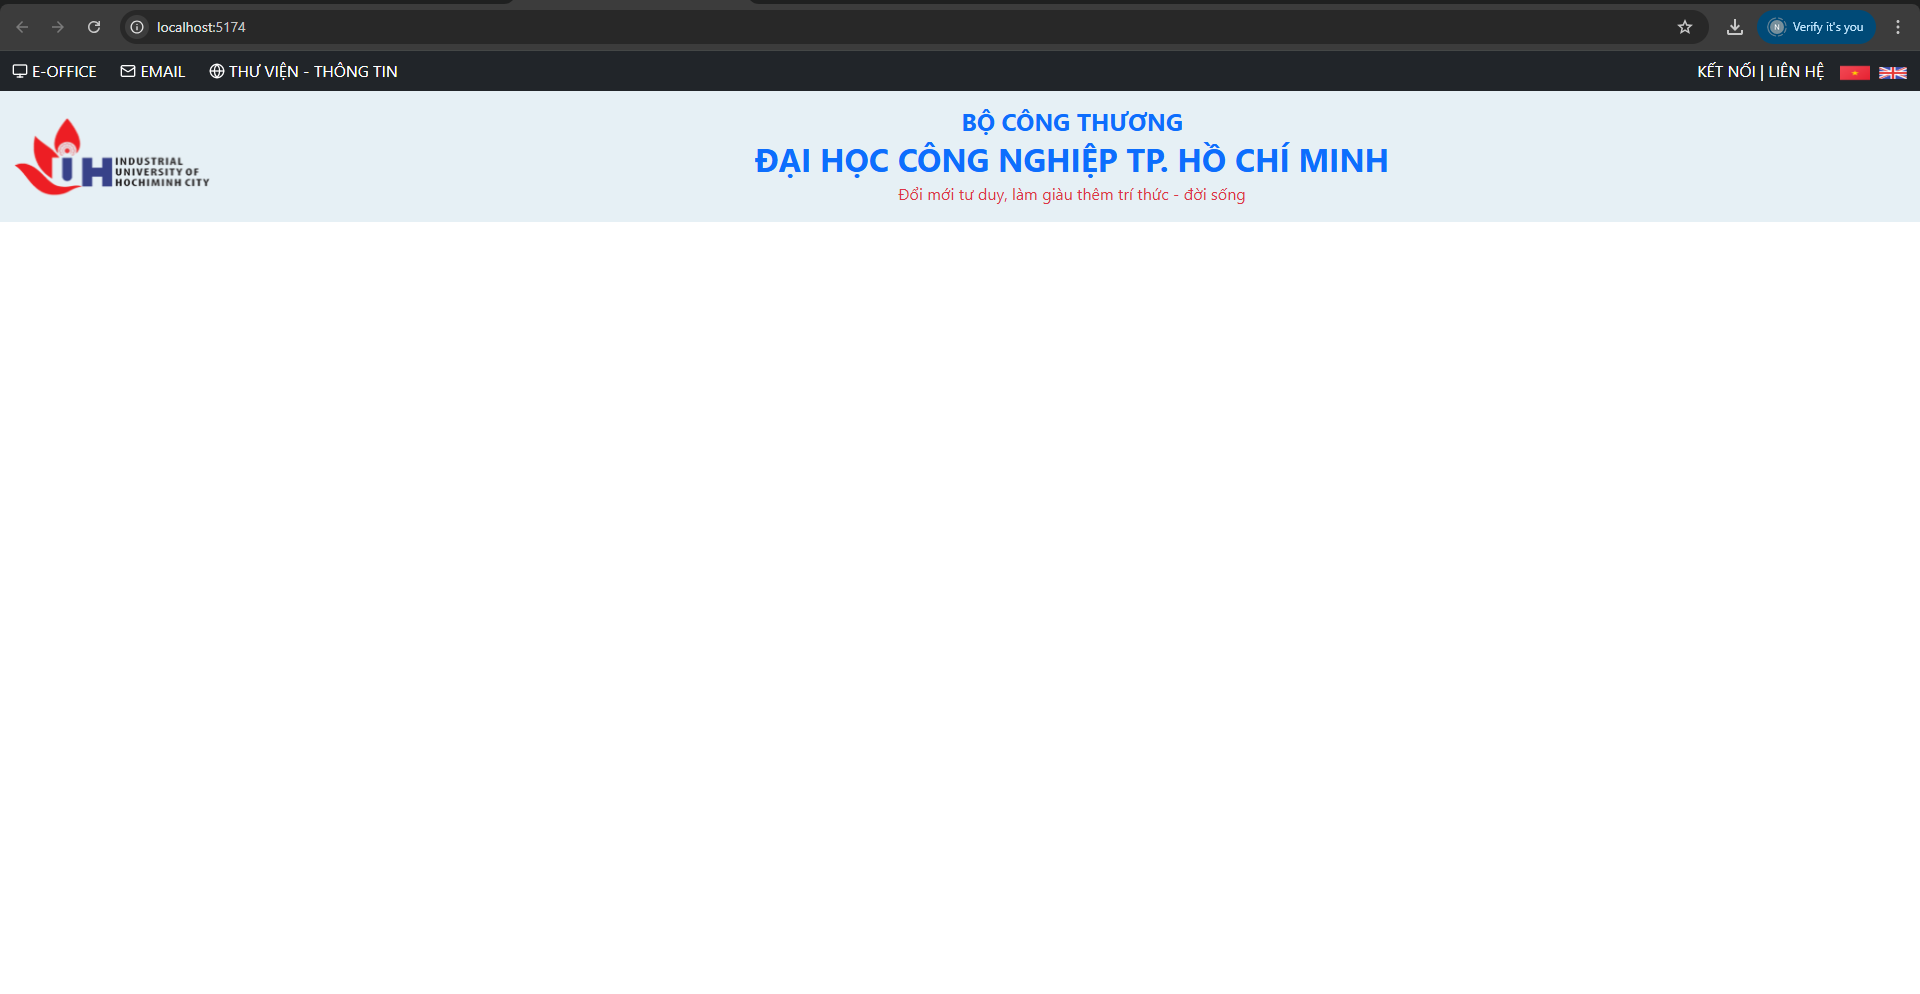 localhost:5174
Verify it's you
E-OFFICE EMAIL THƯ VIỆN - THÔNG TIN KẾT NỐI | LIÊN HỆ
IUH INDUSTRIAL
UNIVERSITY OF
HOCHIMINH CITY
BỘ CÔNG THƯƠNG
ĐẠI HỌC CÔNG NGHIỆP TP. HỒ CHÍ MINH
Đổi mới tư duy, làm giàu thêm trí thức - đời sống